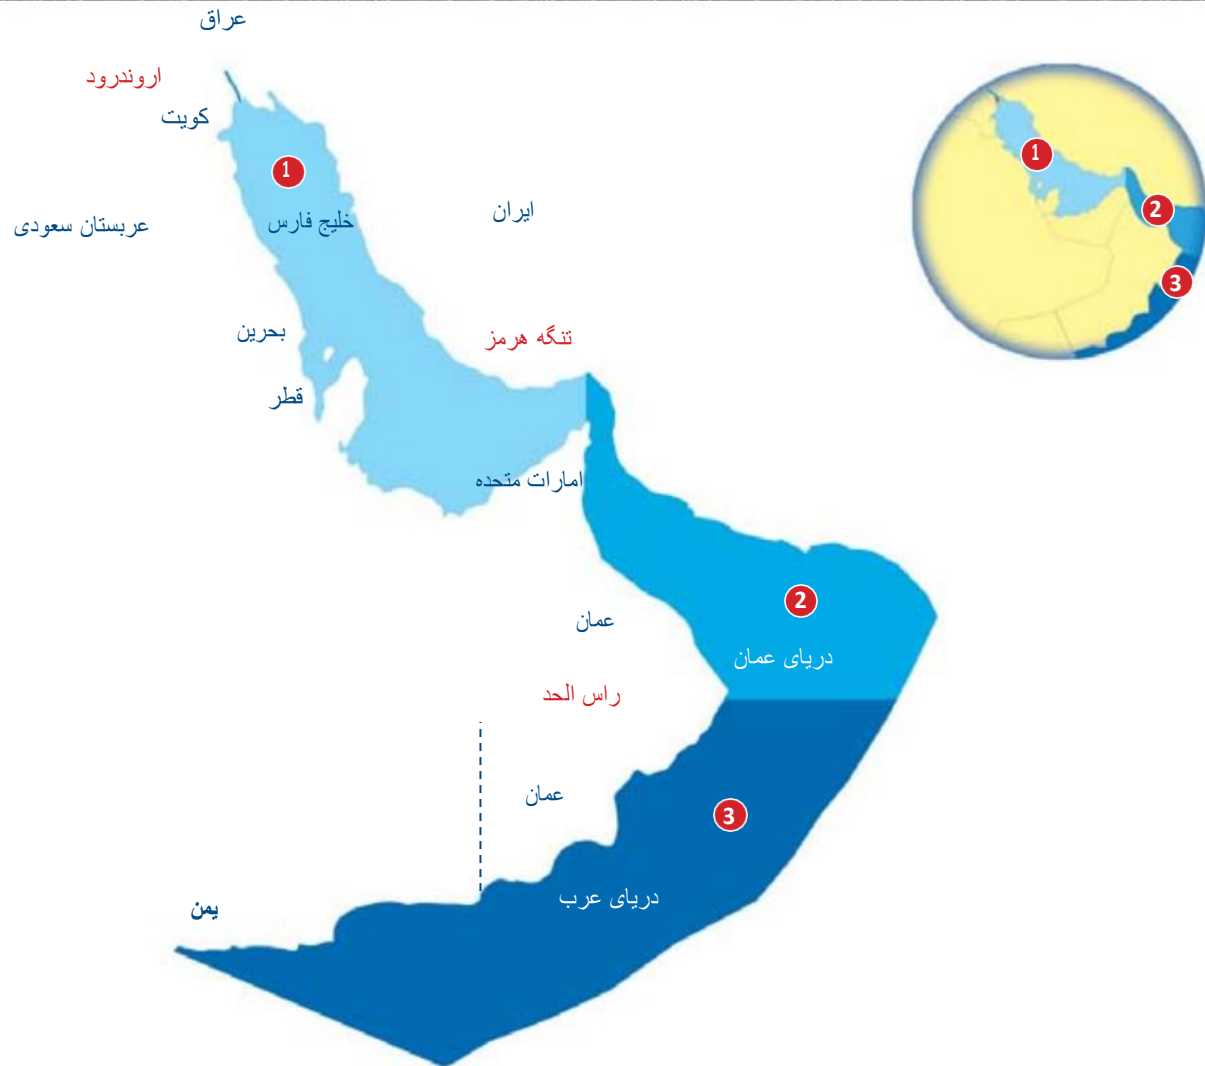 عراق
اروندرود
کویت
1
خلیج فارس
ایران
عربستان سعودی
بحرین
تنگه هرمز
قطر
امارات متحده
2
عمان
دریای عمان
راس الحد
عمان
3
دریای عرب
یمن
1
2
3